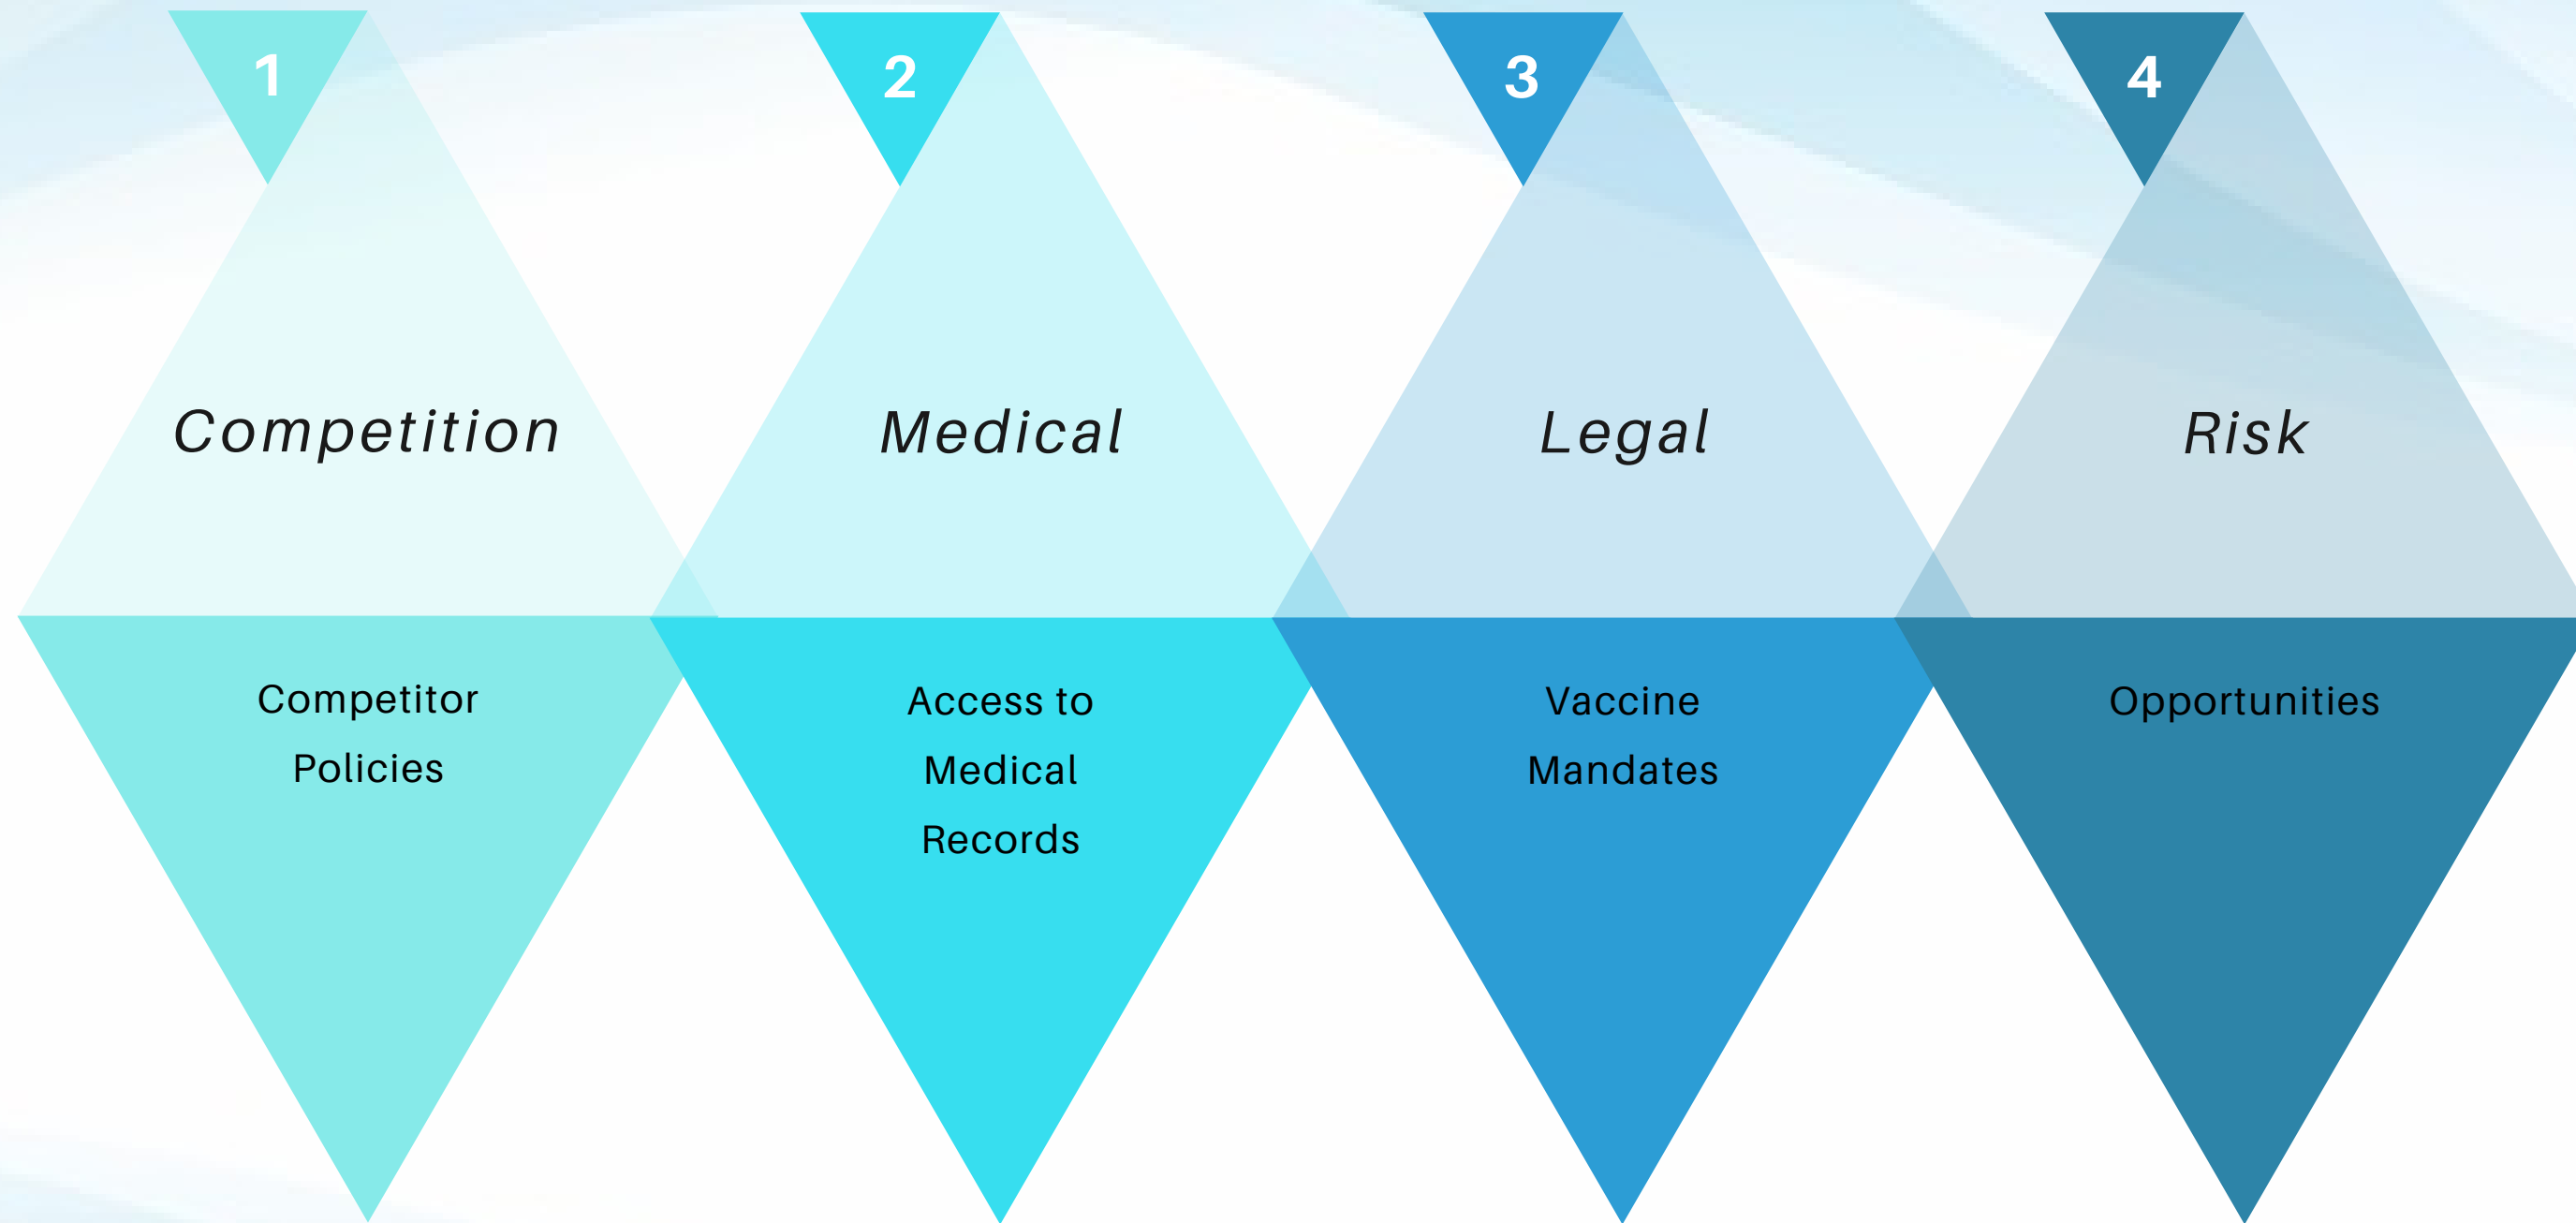 1
Competition
Competitor
Policies
2
Medical
Access to
Medical
Records
3
Legal
Vaccine
Mandates
4
Risk
Opportunities